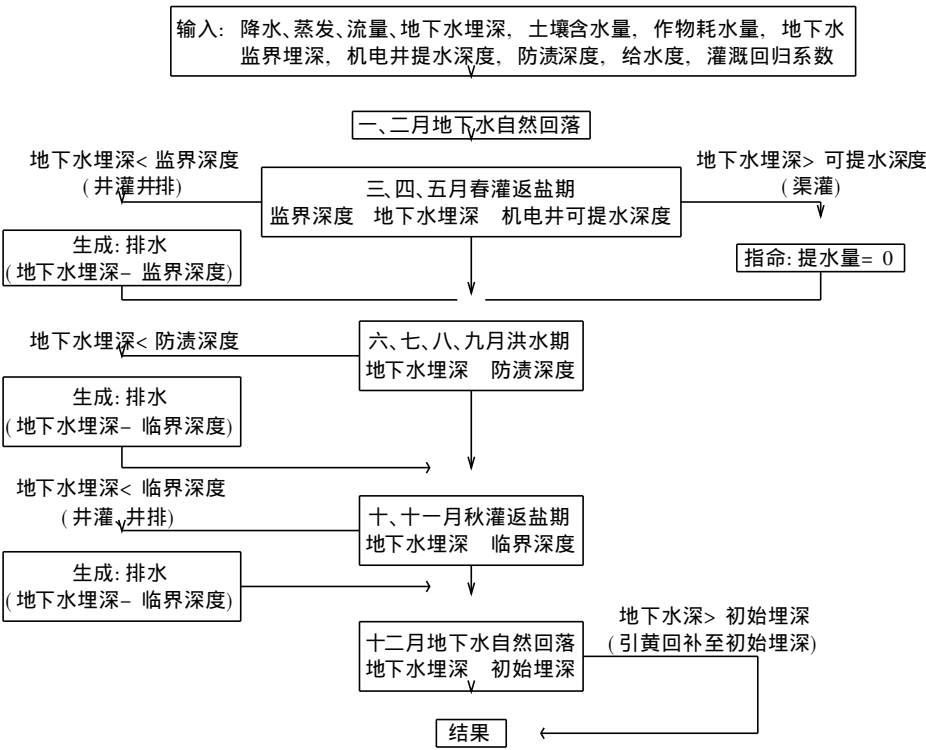 输入: 降水、蒸发、流量、地下水埋深, 土壤含水量, 作物耗水量, 地下水
监界埋深, 机电井提水深度, 防渍深度, 给水度, 灌溉回归系数
一、二月地下水自然回落
地下水埋深< 监界深度
(井灌井排)
地下水埋深> 可提水深度
(渠灌)
三、四、五月春灌返盐期
监界深度 地下水埋深 机电井可提水深度
生成: 排水
(地下水埋深- 监界深度)
指命: 提水量= 0
地下水埋深< 防渍深度
六、七、八、九月洪水期
地下水埋深 防渍深度
生成: 排水
(地下水埋深- 临界深度)
地下水埋深< 临界深度
(井灌、井排)
十、十一月秋灌返盐期
地下水埋深 临界深度
生成: 排水
(地下水埋深- 临界深度)
地下水深> 初始埋深
(引黄回补至初始埋深)
十二月地下水自然回落
地下水埋深 初始埋深
结果